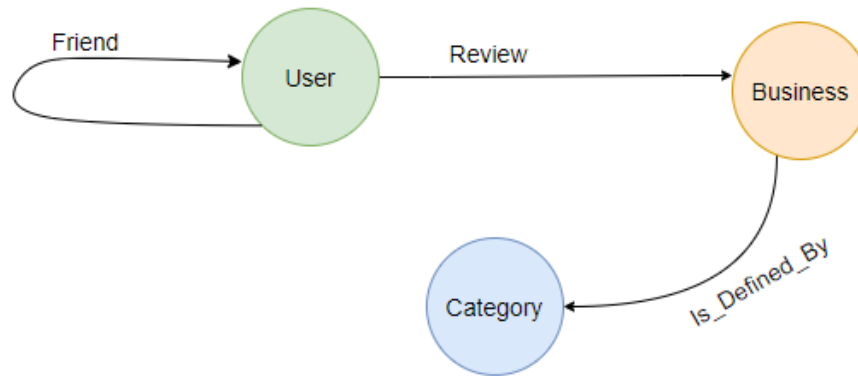 Friend
User
Review
Business
Category
Is_Defined_By